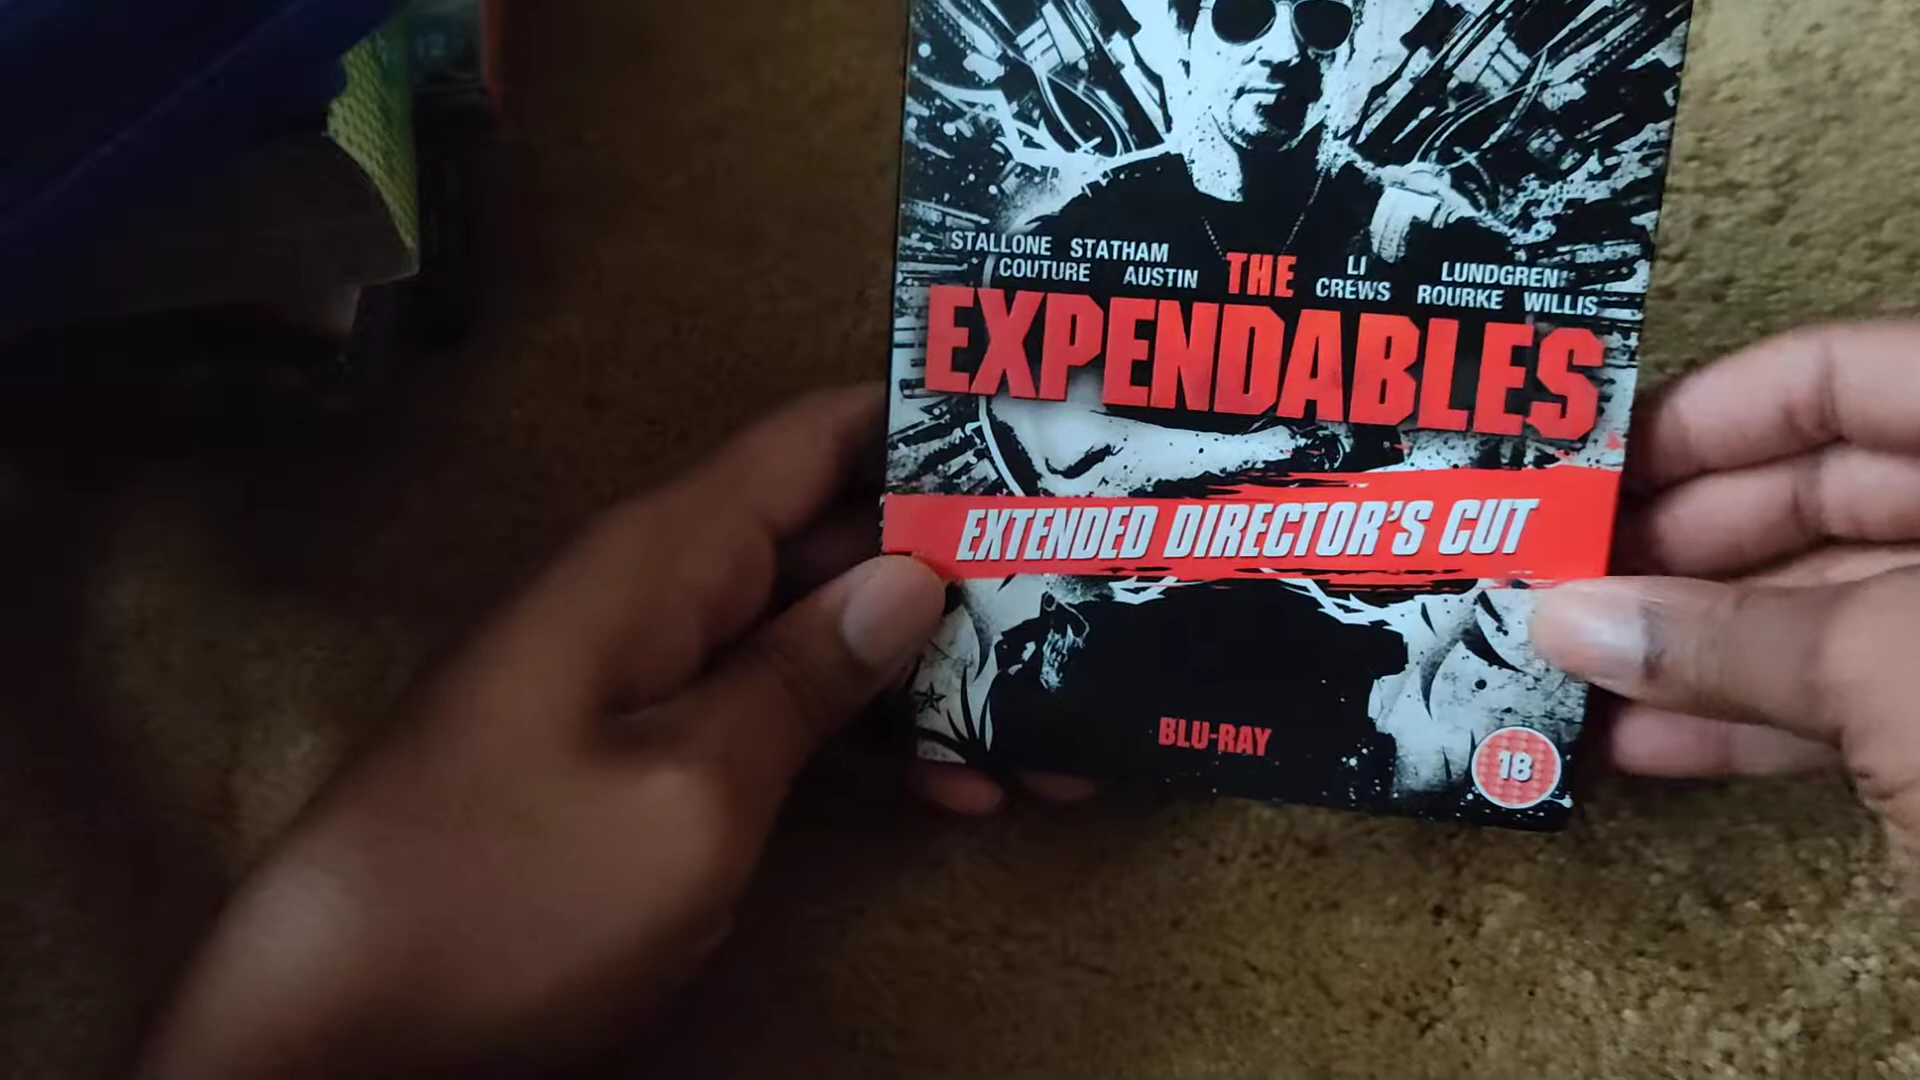 STALLONE STATHAM
COUTURE AUSTIN
THE
LI LUNDGREN
CREWS ROURKE WILLIS
EXPENDABLES
EXTENDED DIRECTOR'S CUT
BLU-RAY
18